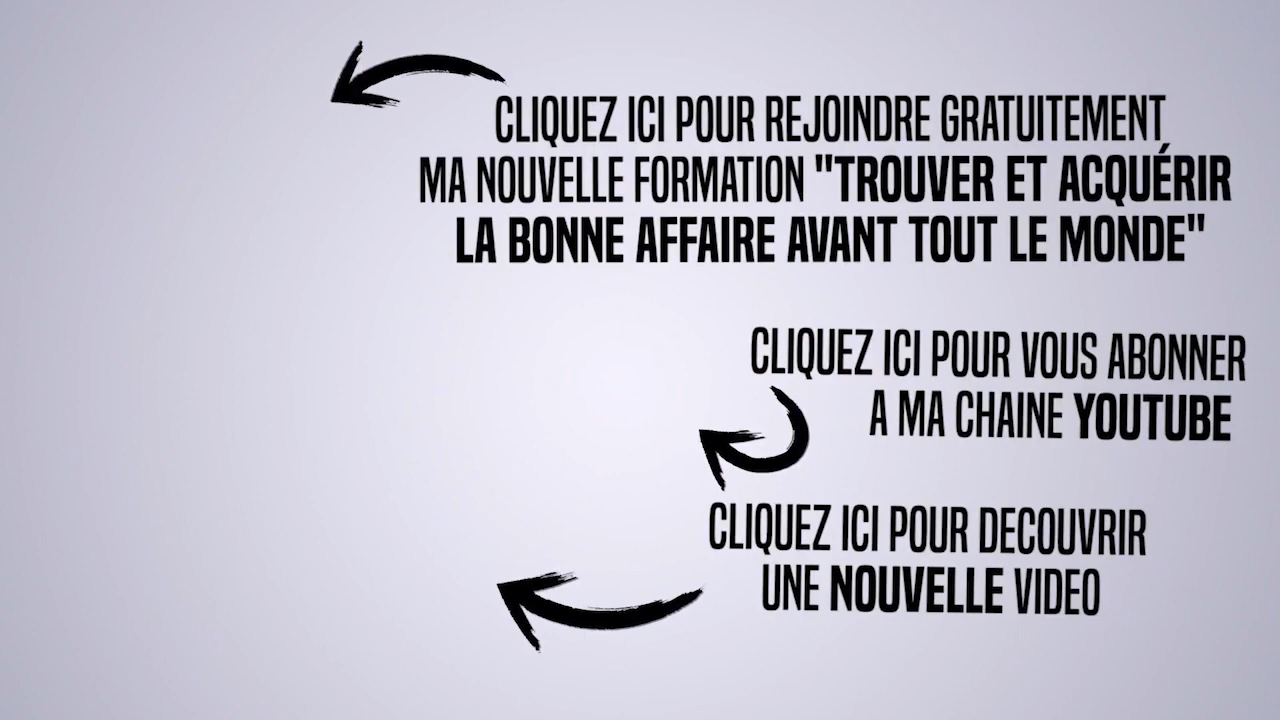 CLIQUEZ ICI POUR REJOINDRE GRATUITEMENT
MA NOUVELLE FORMATION "TROUVER ET ACQUÉRIR
LA BONNE AFFAIRE AVANT TOUT LE MONDE"
CLIQUEZ ICI POUR VOUS ABONNER
A MA CHAINE YOUTUBE
CLIQUEZ ICI POUR DECOUVRIR
UNE NOUVELLE VIDEO